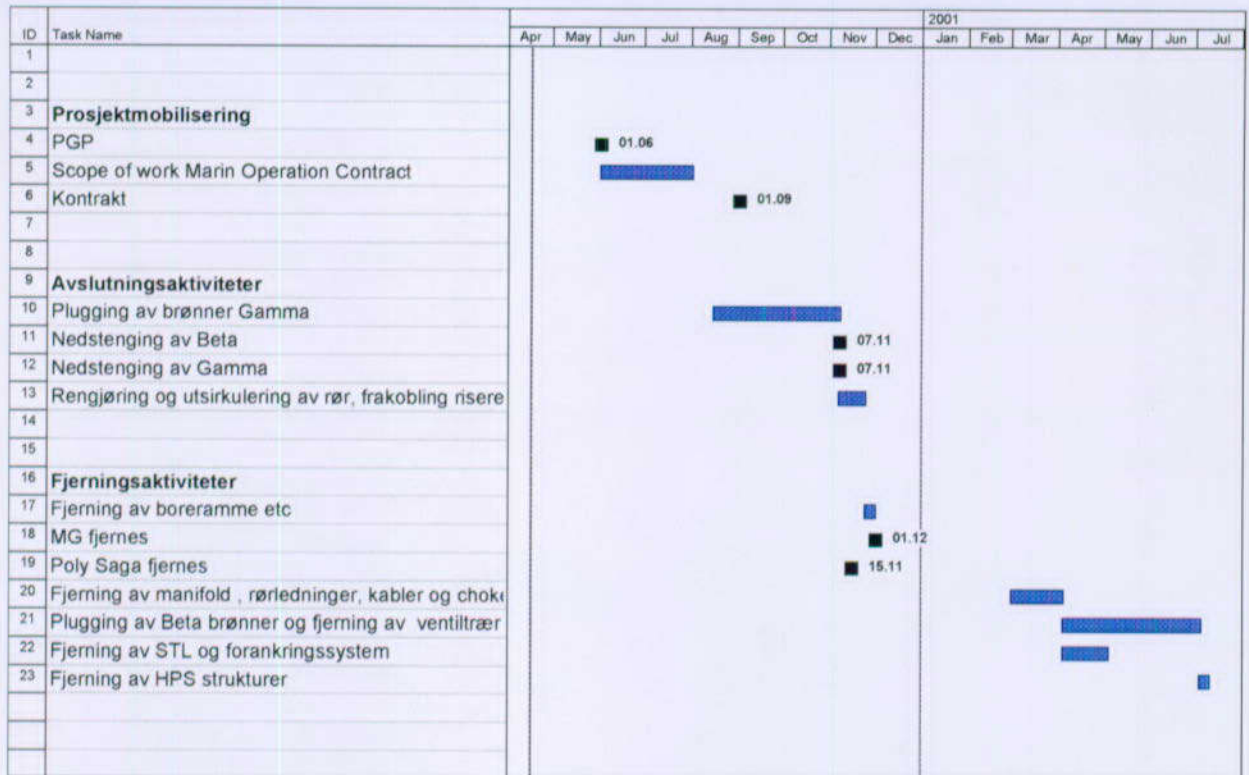 2001
ID Task Name Apr May Jun Jul Aug Sep Oct Nov Dec Jan Feb Mar Apr May Jun Jul
1
2
3 Prosjektmobilisering
4 PGP 01.06
5 Scope of work Marin Operation Contract
6 Kontrakt 01.09
7
8
9 Avslutningsaktiviteter
10 Plugging av brønner Gamma
11 Nedstenging av Beta 07.11
12 Nedstenging av Gamma 07.11
13 Rengjøring og utsirkulering av rør, frakobling risere
14
15
16 Fjerningsaktiviteter
17 Fjerning av boreramme etc
18 MG fjernes 01.12
19 Poly Saga fjernes 15.11
20 Fjerning av manifold , rørledninger, kabler og choke
21 Plugging av Beta brønner og fjerning av ventiltrær
22 Fjerning av STL og forankringssystem
23 Fjerning av HPS strukturer